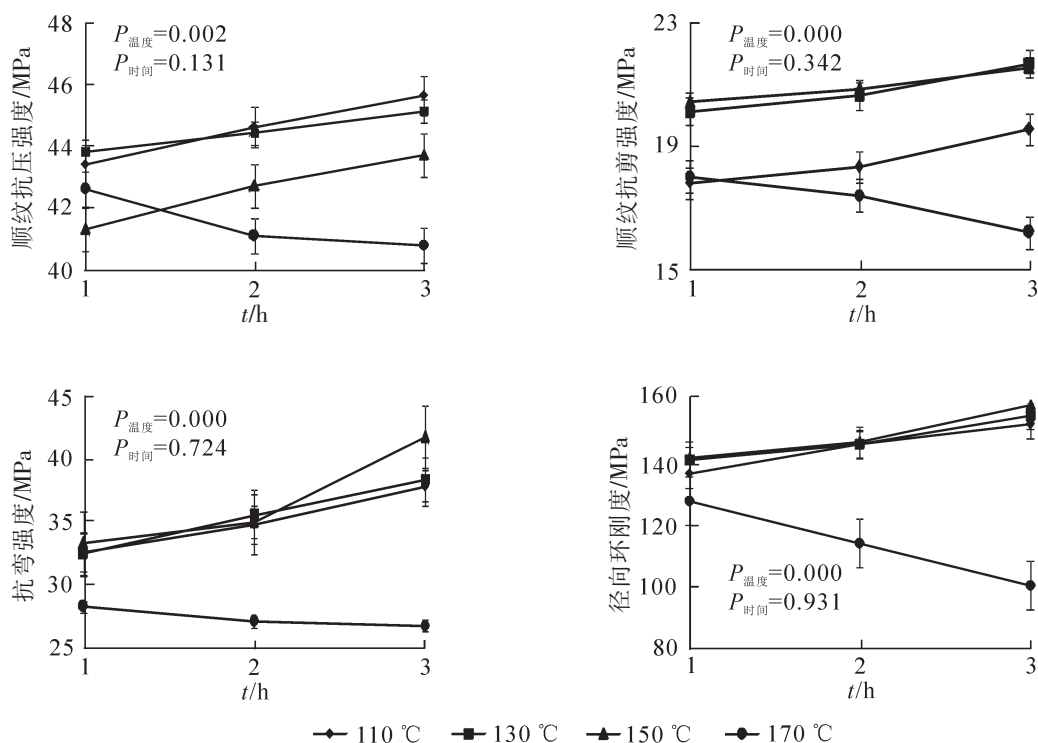 48
46
44
42
40
顺纹抗压强度/MPa
P温度=0.002
P时间=0.131
1 2 3
t/h
23
19
15
顺纹抗剪强度/MPa
P温度=0.000
P时间=0.342
1 2 3
t/h
45
40
35
30
25
抗弯强度/MPa
P温度=0.000
P时间=0.724
1 2 3
t/h
160
140
120
100
80
径向环刚度/MPa
P温度=0.000
P时间=0.931
1 2 3
t/h
110 ℃ 130 ℃ 150 ℃ 170 ℃